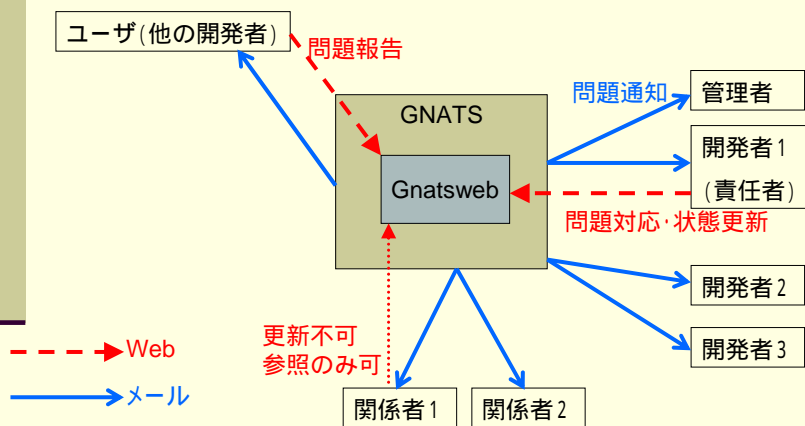 ユーザ(他の開発者)
問題報告
問題通知
管理者
GNATS
開発者1
(責任者)
Gnatsweb
問題対応・状態更新
開発者2
開発者3
更新不可
参照のみ可
Web
メール
関係者1
関係者2